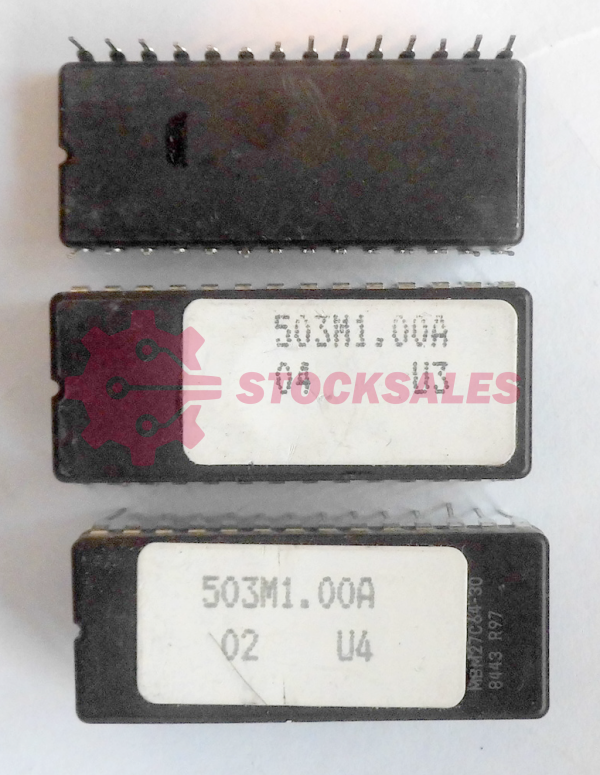 503M1.00A
04 U3
STOCKSALES
503M1.00A
02 U4
MBM27C64-30
8443 R97